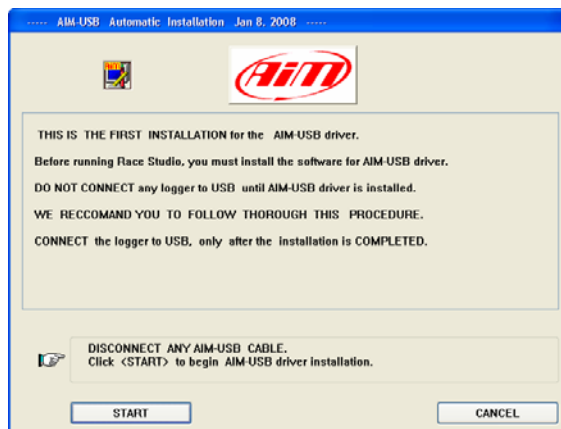 ----- AIM-USB Automatic Installation Jan 8, 2008 -----
AiM
THIS IS THE FIRST INSTALLATION for the AIM-USB driver.
Before running Race Studio, you must install the software for AIM-USB driver.
DO NOT CONNECT any logger to USB until AIM-USB driver is installed.
WE RECCOMAND YOU TO FOLLOW THOROUGH THIS PROCEDURE.
CONNECT the logger to USB, only after the installation is COMPLETED.
DISCONNECT ANY AIM-USB CABLE.
Click <START> to begin AIM-USB driver installation.
START
CANCEL